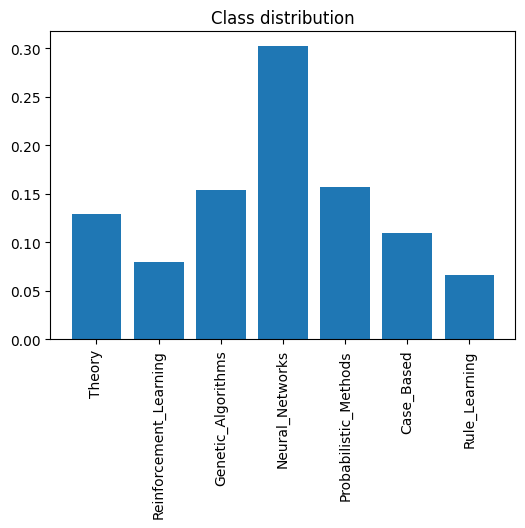 Class distribution
0.30
0.25
0.20
0.15
0.10
0.05
0.00
Theory
Reinforcement_Learning
Genetic_Algorithms
Neural_Networks
Probabilistic_Methods
Case_Based
Rule_Learning